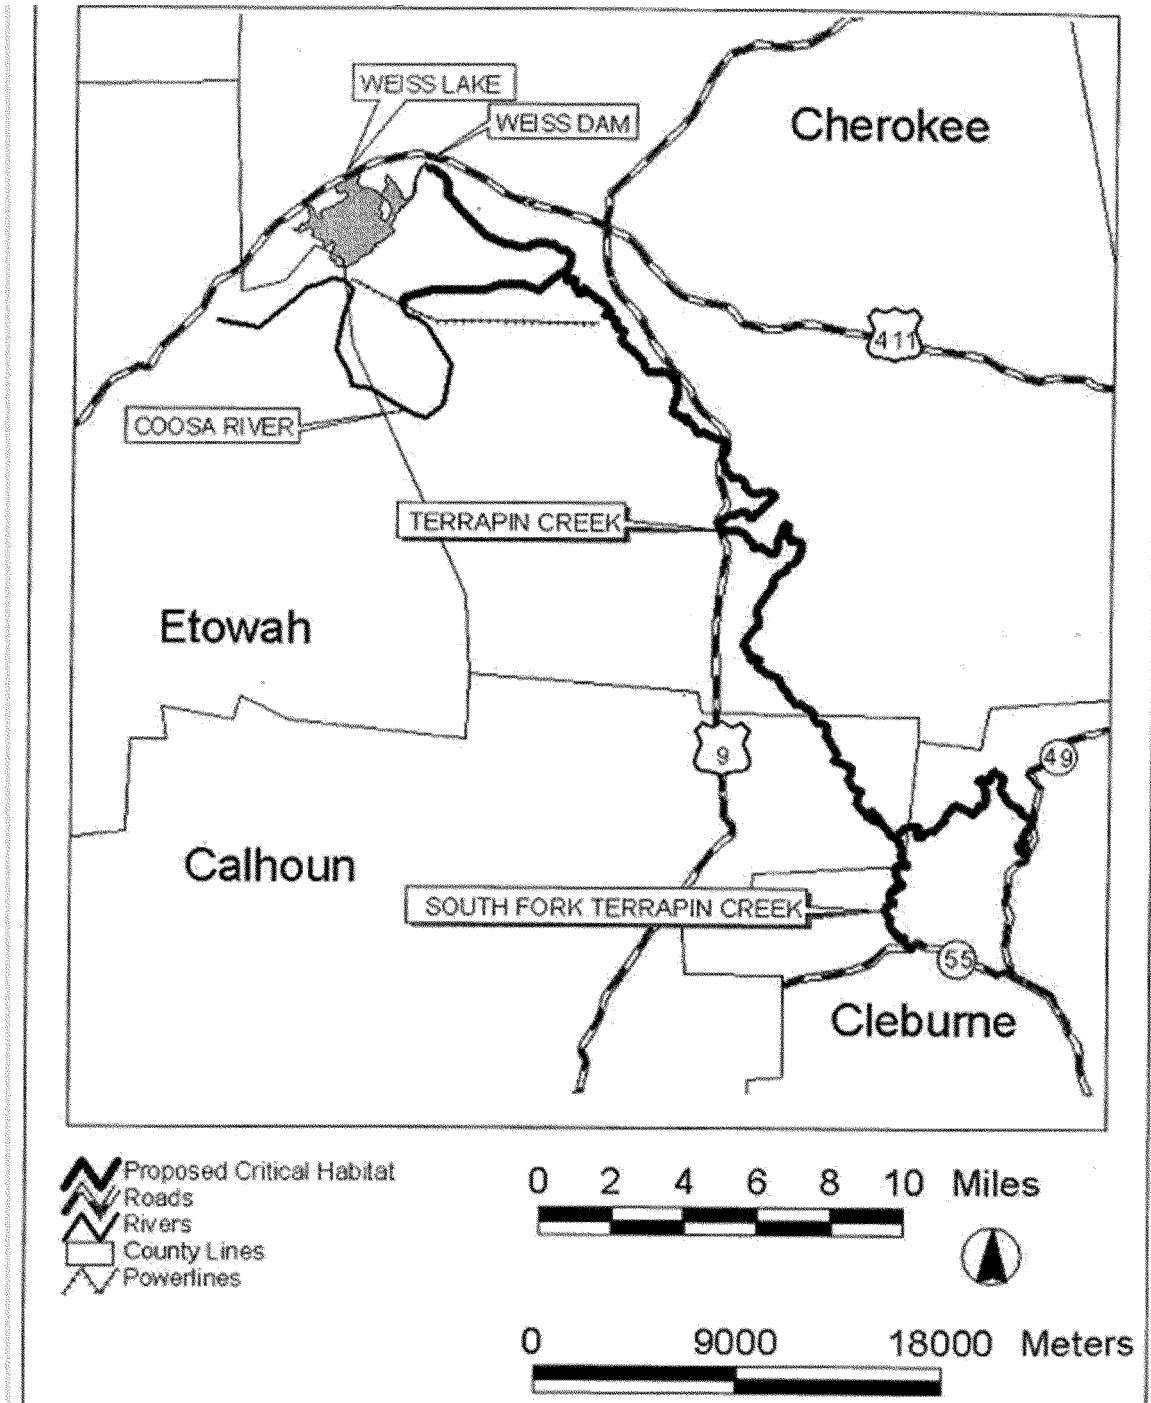 WEISS LAKE
WEISS DAM
Cherokee
411
COOSA RIVER
TERRAPIN CREEK
Etowah
9
49
Calhoun
SOUTH FORK TERRAPIN CREEK
55
Cleburne
Proposed Critical Habitat
Roads
Rivers
County Lines
Powerlines
0 2 4 6 8 10 Miles
0 9000 18000 Meters